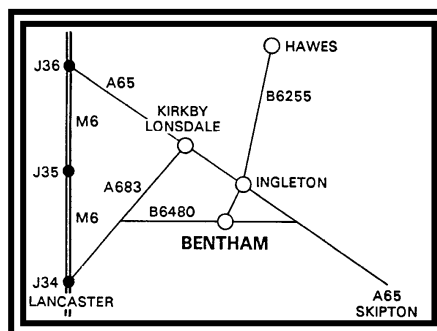 HAWES
J36
A65
B6255
M6
KIRKBY
LONSDALE
J35
A683
INGLETON
M6
B6480
BENTHAM
J34
LANCASTER
A65
SKIPTON